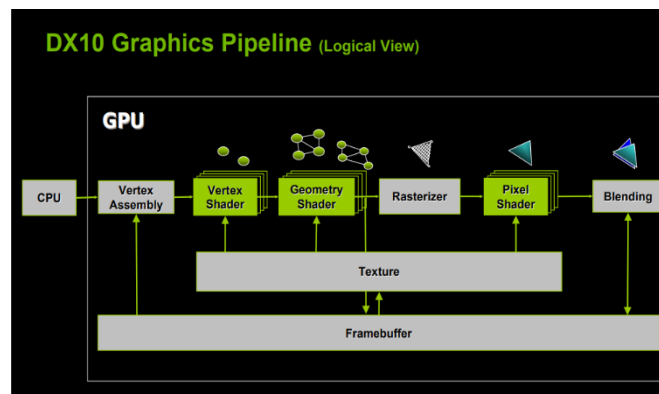 DX10 Graphics Pipeline (Logical View)
GPU
CPU
Vertex
Assembly
Vertex
Shader
Geometry
Shader
Rasterizer
Pixel
Shader
Blending
Texture
Framebuffer